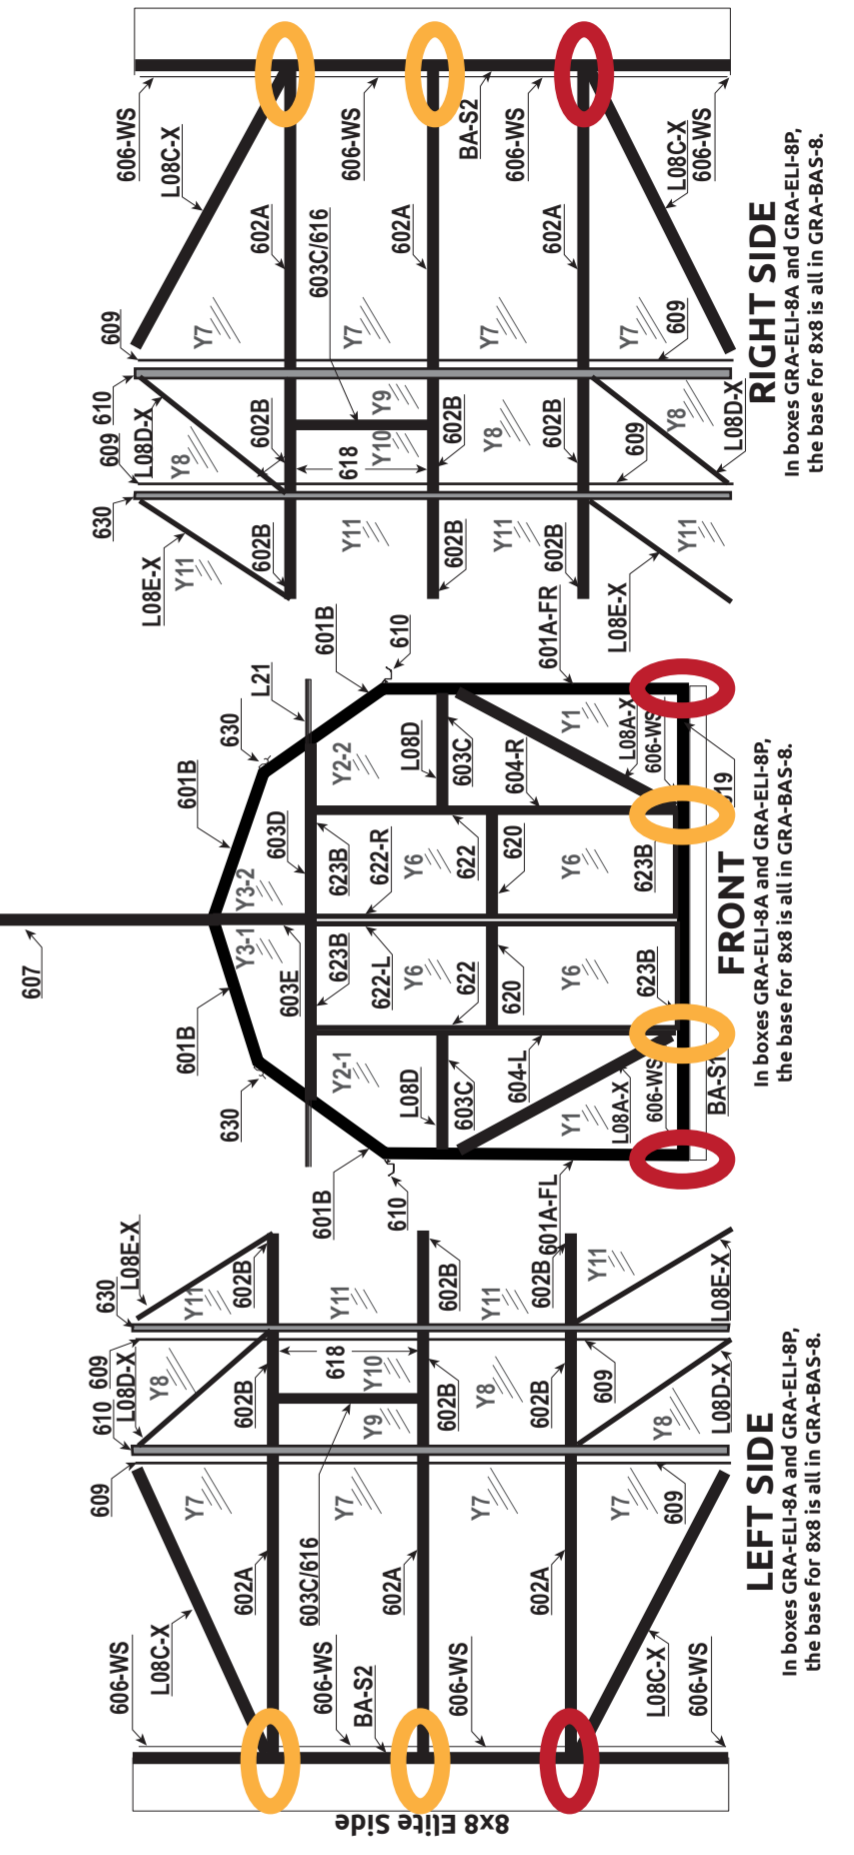 606-WS
L08C-X
606-WS
BA-S2
606-WS
L08C-X
606-WS
602A
603C/616
602A
602A
609
Y7
Y7
Y7
Y7
609
610
L08D-X
609
Y8
602B
Y9
Y10
618
602B
Y8
602B
609
Y8
L08D-X
630
L08E-X
Y11
602B
Y11
602B
Y11
602B
Y11
L08E-X
RIGHT SIDE
In boxes GRA-ELI-8A and GRA-ELI-8P,
the base for 8x8 is all in GRA-BAS-8.
601B
610
601A-FR
L21
630
601B
Y2-2
L08D
603C
604-R
Y1
L08A-X
606-WS
603D
Y3-2
623B
622-R
Y6
622
620
Y6
623B
607
Y3-1
603E
623B
622-L
Y6
622
620
Y6
623B
601B
630
Y2-1
L08D
603C
604-L
Y1
L08A-X
606-WS
BA-S1
601B
610
601A-FL
FRONT
In boxes GRA-ELI-8A and GRA-ELI-8P,
the base for 8x8 is all in GRA-BAS-8.
L08E-X
630
Y11
602B
Y11
602B
Y11
602B
Y11
L08E-X
609
L08D-X
610
Y8
602B
618
Y10
Y9
602B
Y8
602B
609
Y8
L08D-X
609
Y7
Y7
Y7
Y7
609
602A
603C/616
602A
602A
606-WS
L08C-X
606-WS
BA-S2
606-WS
L08C-X
606-WS
LEFT SIDE
In boxes GRA-ELI-8A and GRA-ELI-8P,
the base for 8x8 is all in GRA-BAS-8.
8x8 Elite Side